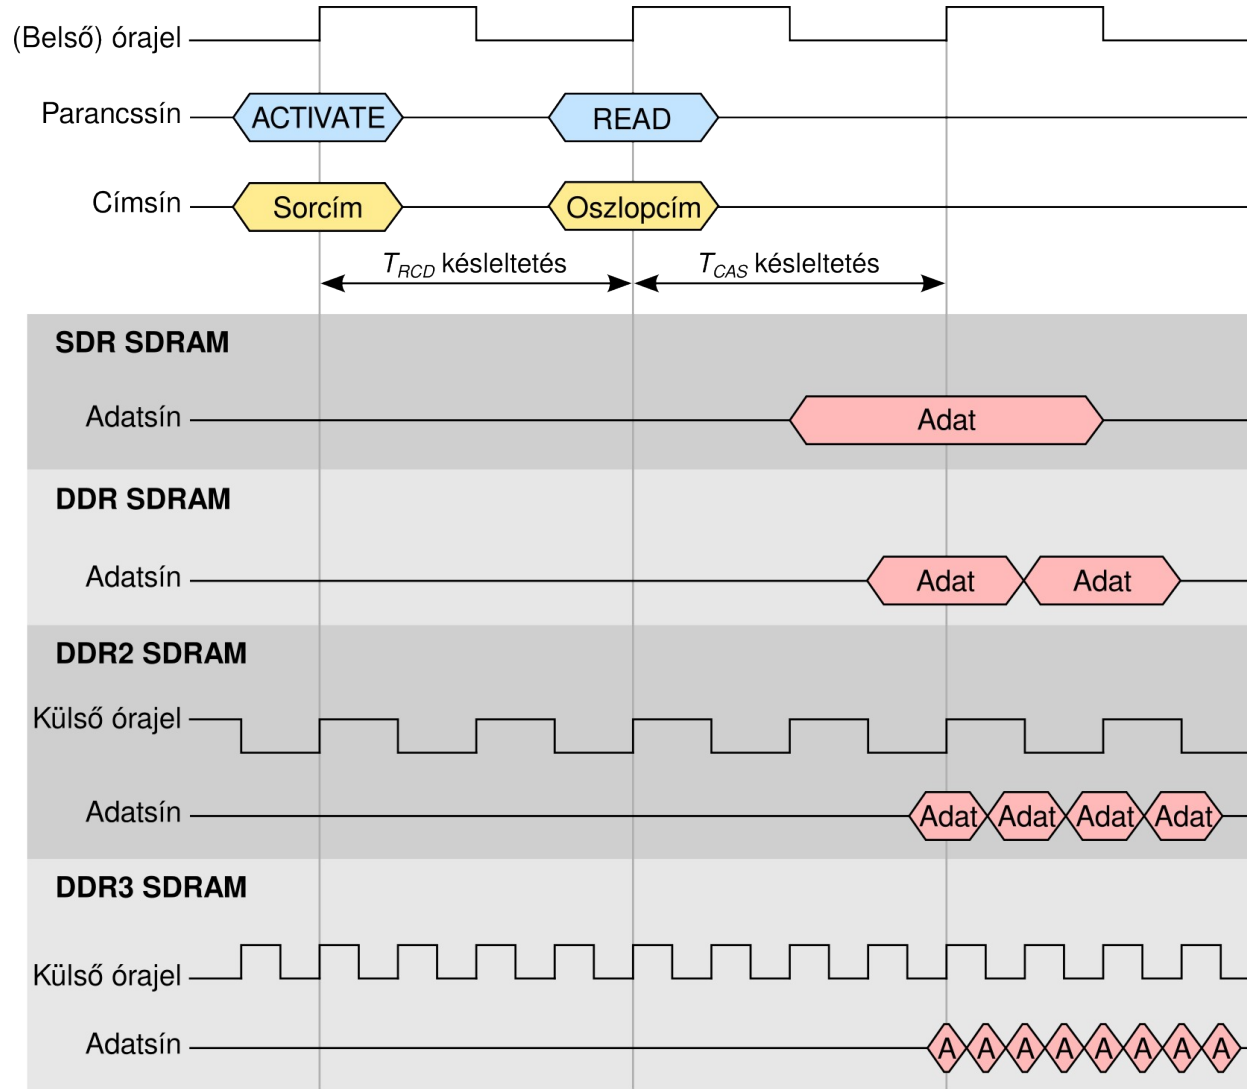 (Belső) órajel
Parancssín ACTIVATE READ
Címsín Sorcím Oszlopcím
TRCD késleltetés TCAS késleltetés
SDR SDRAM
Adatsín Adat
DDR SDRAM
Adatsín Adat Adat
DDR2 SDRAM
Külső órajel
Adatsín Adat Adat Adat Adat
DDR3 SDRAM
Külső órajel
Adatsín A A A A A A A A